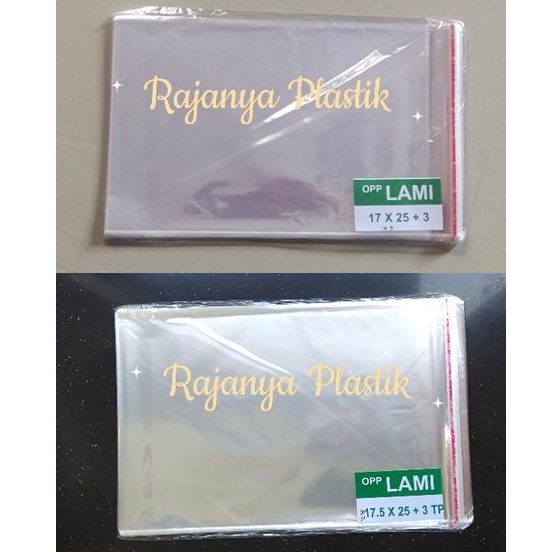 Rajanya Plastik
OPP LAMI
17 X 25 + 3
Rajanya Plastik
OPP LAMI
17.5 X 25 + 3 TP